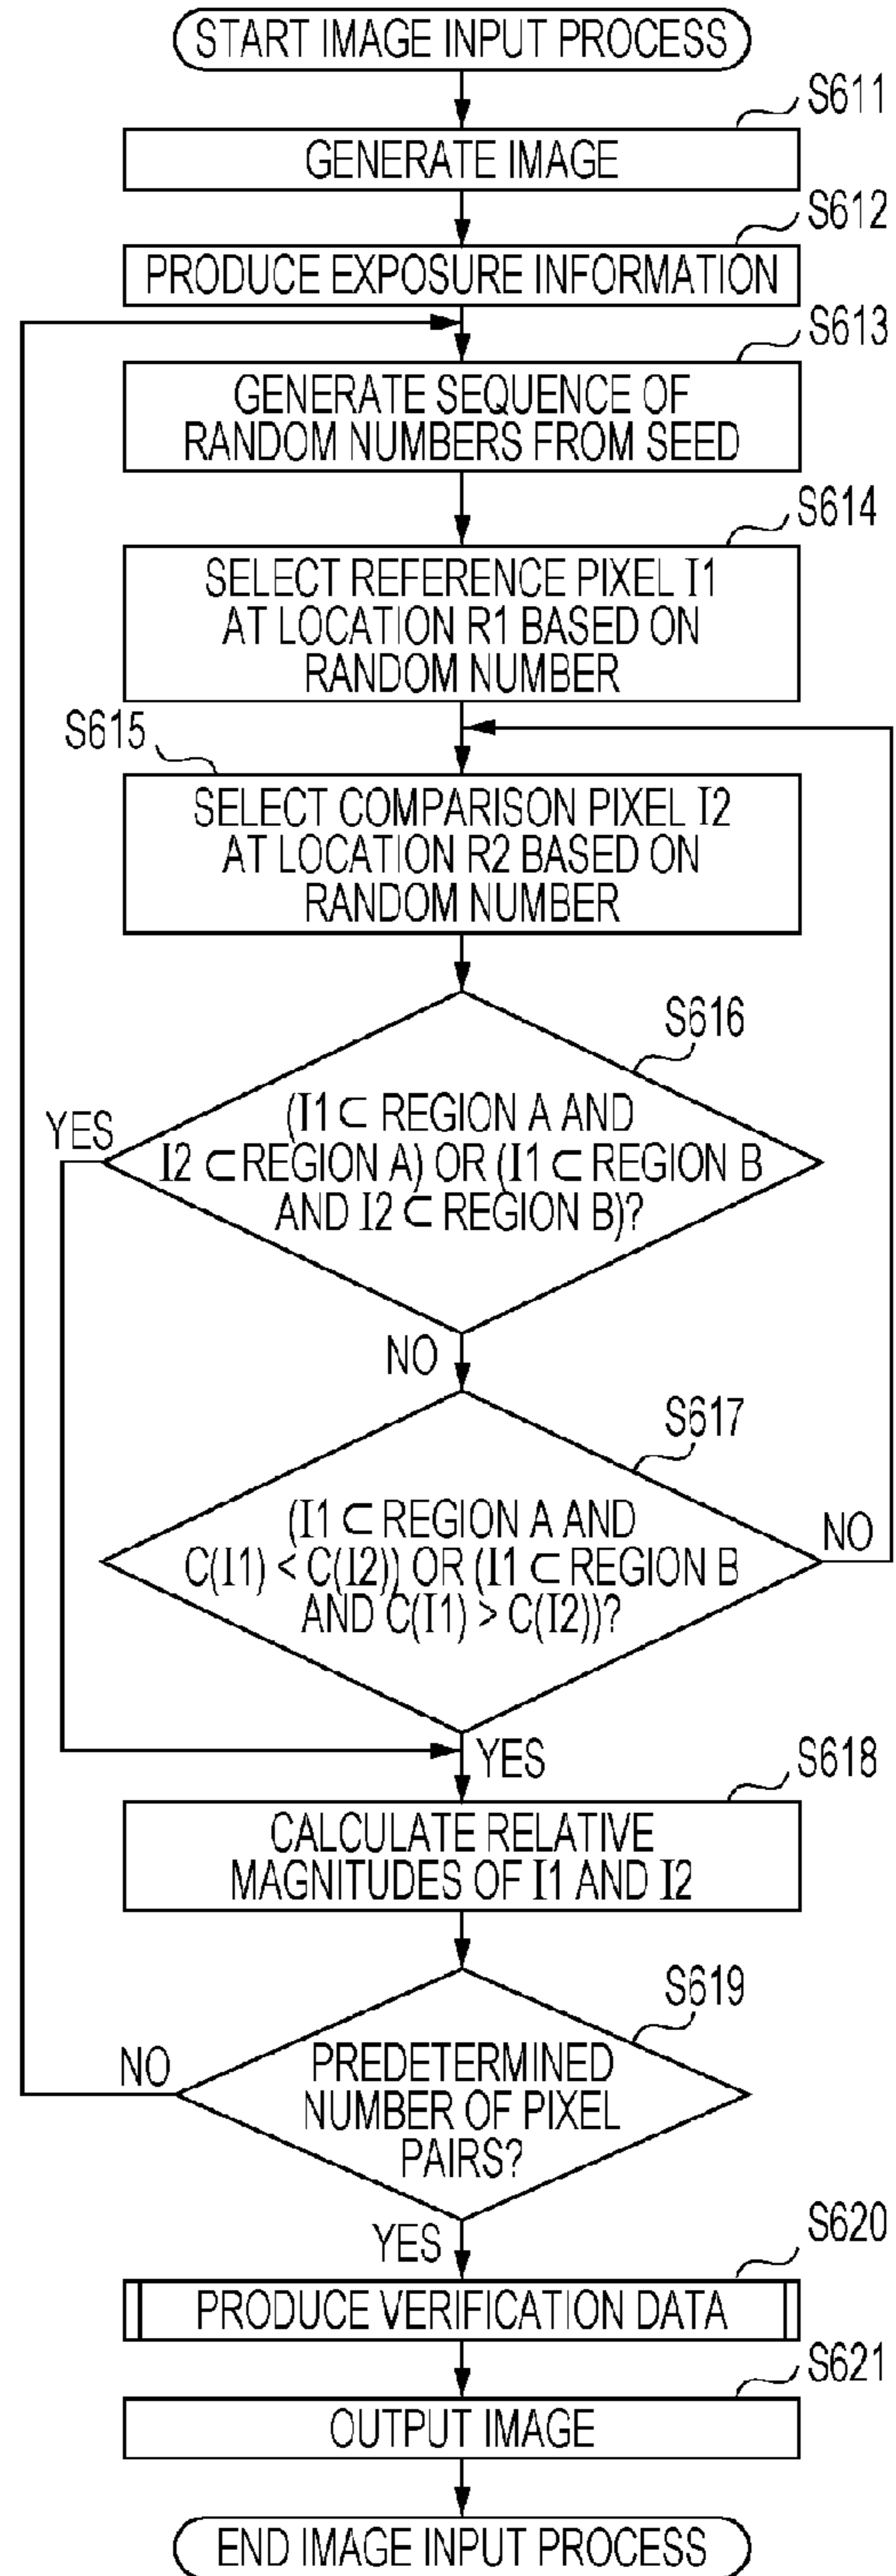 START IMAGE INPUT PROCESS
S611
GENERATE IMAGE
S612
PRODUCE EXPOSURE INFORMATION
S613
GENERATE SEQUENCE OF
RANDOM NUMBERS FROM SEED
S614
SELECT REFERENCE PIXEL I1
AT LOCATION R1 BASED ON
RANDOM NUMBER
S615
SELECT COMPARISON PIXEL I2
AT LOCATION R2 BASED ON
RANDOM NUMBER
S616
(I1 ⊂ REGION A AND
I2 ⊂ REGION A) OR (I1 ⊂ REGION B
AND I2 ⊂ REGION B)?
YES
NO
S617
(I1 ⊂ REGION A AND
C(I1) < C(I2)) OR (I1 ⊂ REGION B
AND C(I1) > C(I2))?
NO
YES
S618
CALCULATE RELATIVE
MAGNITUDES OF I1 AND I2
S619
PREDETERMINED
NUMBER OF PIXEL
PAIRS?
NO
YES
S620
PRODUCE VERIFICATION DATA
S621
OUTPUT IMAGE
END IMAGE INPUT PROCESS